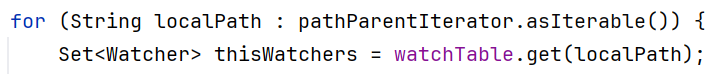 for (String localPath : pathParentIterator.asIterable()) {
    Set<Watcher> thisWatchers = watchTable.get(localPath);